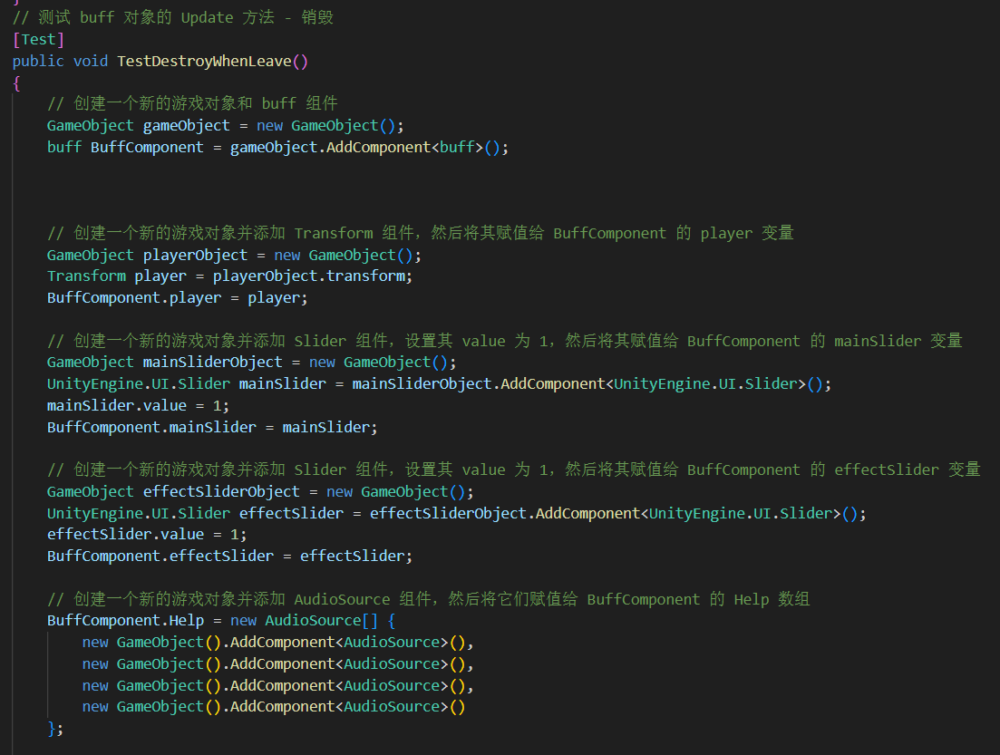 }
// 测试 buff 对象的 Update 方法 - 销毁
[Test]
public void TestDestroyWhenLeave()
{
// 创建一个新的游戏对象和 buff 组件
GameObject gameObject = new GameObject();
buff BuffComponent = gameObject.AddComponent<buff>();
// 创建一个新的游戏对象并添加 Transform 组件，然后将其赋值给 BuffComponent 的 player 变量
GameObject playerObject = new GameObject();
Transform player = playerObject.transform;
BuffComponent.player = player;
// 创建一个新的游戏对象并添加 Slider 组件，设置其 value 为 1，然后将其赋值给 BuffComponent 的 mainSlider 变量
GameObject mainSliderObject = new GameObject();
UnityEngine.UI.Slider mainSlider = mainSliderObject.AddComponent<UnityEngine.UI.Slider>();
mainSlider.value = 1;
BuffComponent.mainSlider = mainSlider;
// 创建一个新的游戏对象并添加 Slider 组件，设置其 value 为 1，然后将其赋值给 BuffComponent 的 effectSlider 变量
GameObject effectSliderObject = new GameObject();
UnityEngine.UI.Slider effectSlider = effectSliderObject.AddComponent<UnityEngine.UI.Slider>();
effectSlider.value = 1;
BuffComponent.effectSlider = effectSlider;
// 创建一个新的游戏对象并添加 AudioSource 组件，然后将它们赋值给 BuffComponent 的 Help 数组
BuffComponent.Help = new AudioSource[] {
new GameObject().AddComponent<AudioSource>(),
new GameObject().AddComponent<AudioSource>(),
new GameObject().AddComponent<AudioSource>(),
new GameObject().AddComponent<AudioSource>()
};